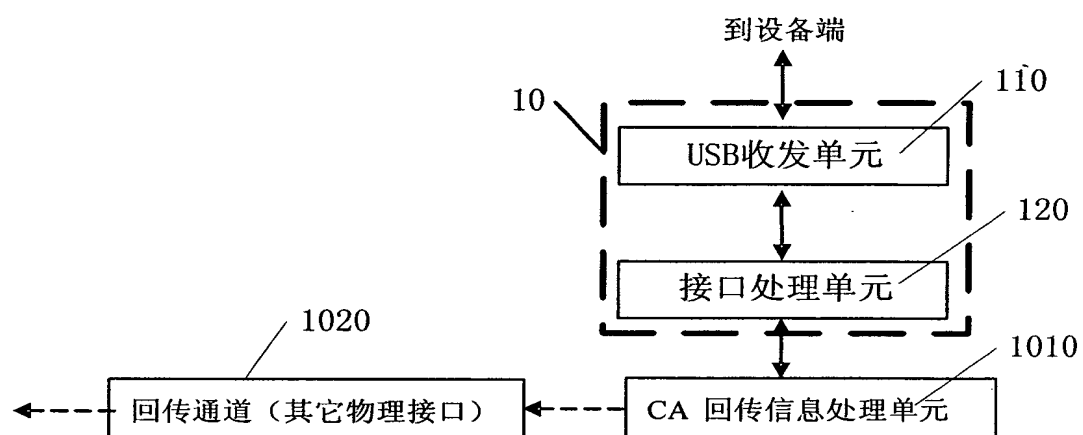 到设备端
110
10
USB收发单元
120
接口处理单元
1020
1010
回传通道（其它物理接口）
CA 回传信息处理单元